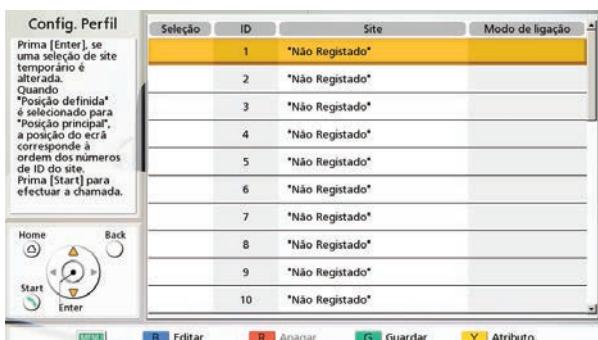 Config. Perfil
Prima [Enter], se
uma seleção de site
temporário é
alterada.
Quando
"Posição definida"
é selecionado para
"Posição principal",
a posição do ecrã
corresponde à
ordem dos números
de ID do site.
Prima [Start] para
efectuar a chamada.
Home Back
Start
Enter
Seleção ID Site Modo de ligação
1 "Não Registado"
2 "Não Registado"
3 "Não Registado"
4 "Não Registado"
5 "Não Registado"
6 "Não Registado"
7 "Não Registado"
8 "Não Registado"
9 "Não Registado"
10 "Não Registado"
MENU B Editar R Apagar G Guardar Y Atributo